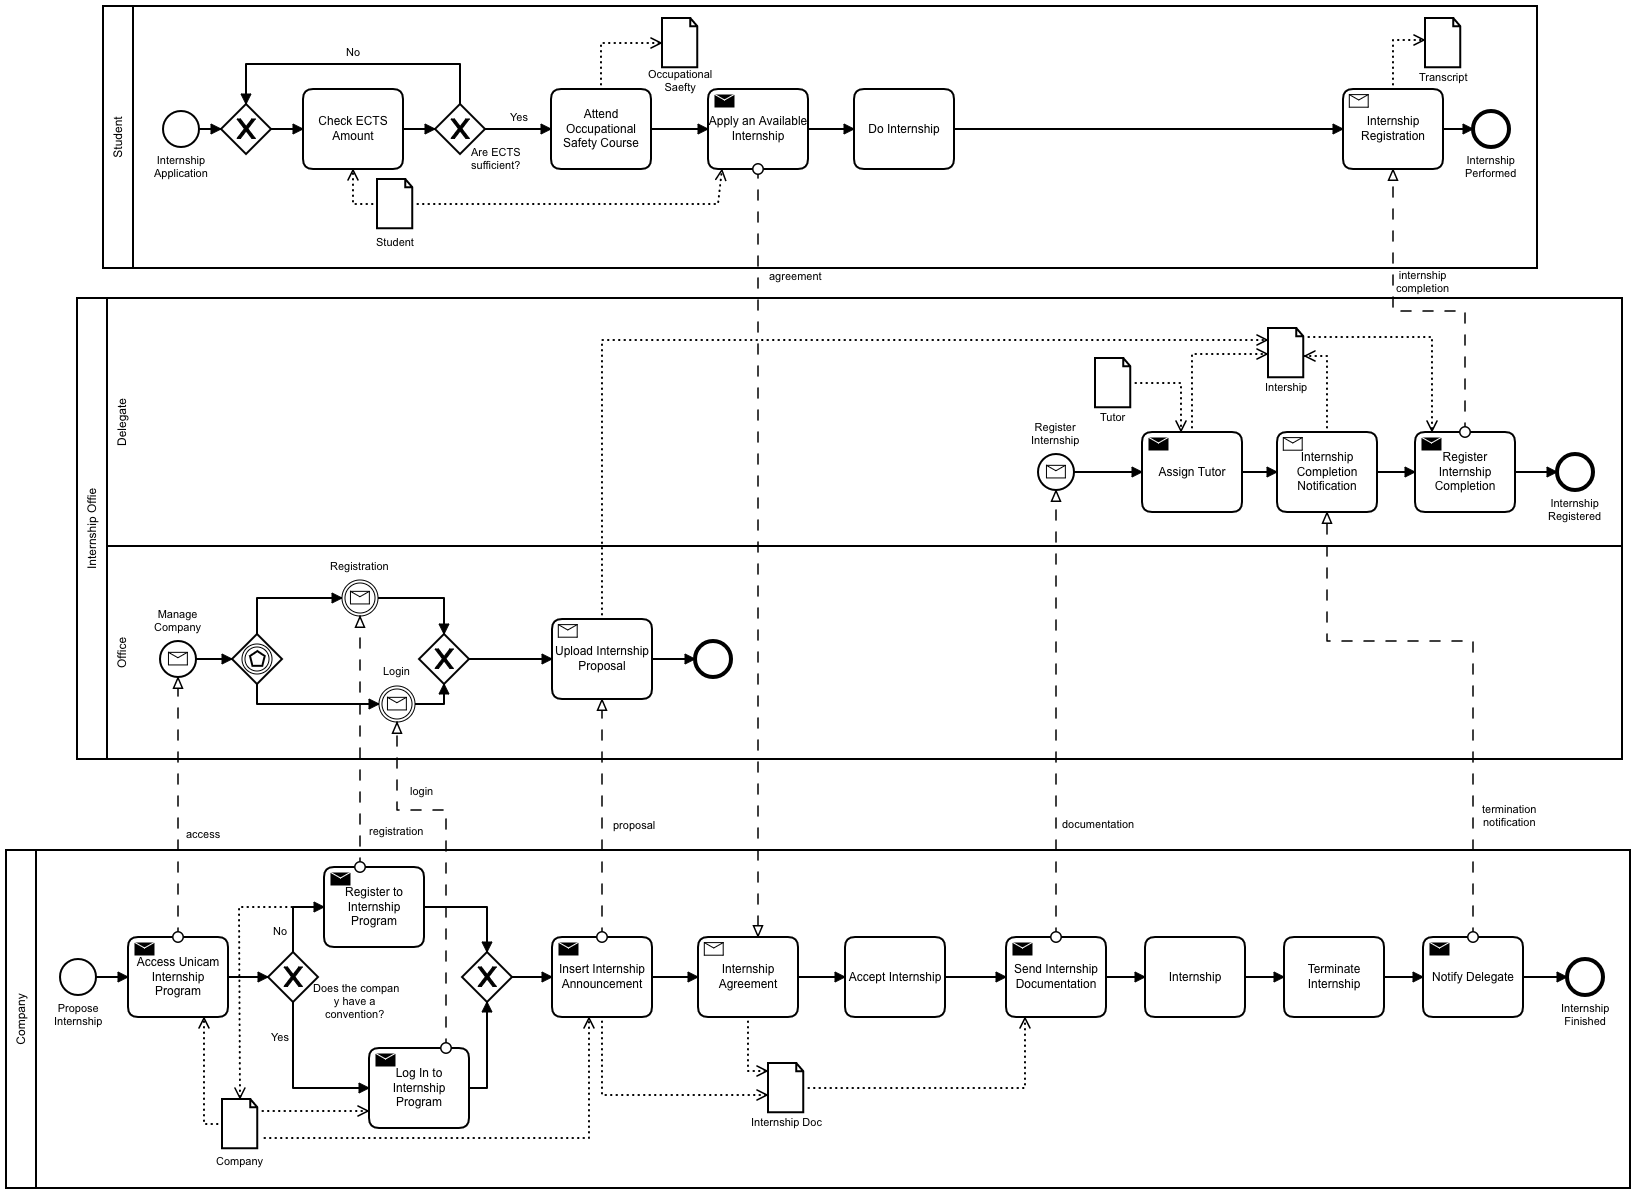 Student
No
Internship
Application
Check ECTS
Amount
Are ECTS
sufficient?
Yes
Attend
Occupational
Safety Course
Occupational
Saefty
Apply an Available
Internship
Do Internship
Internship
Registration
Transcript
Internship
Performed
Student
agreement
internship
completion
Internship Offie
Delegate
Intership
Tutor
Register
Internship
Assign Tutor
Internship
Completion
Notification
Register
Internship
Completion
Internship
Registered
Office
Registration
Manage
Company
Login
Upload Internship
Proposal
login
access
registration
proposal
documentation
termination
notification
Company
Propose
Internship
Access Unicam
Internship
Program
No
Yes
Does the compan
y have a
convention?
Register to
Internship
Program
Log In to
Internship
Program
Insert Internship
Announcement
Internship
Agreement
Accept Internship
Send Internship
Documentation
Internship
Terminate
Internship
Notify Delegate
Internship
Finished
Internship Doc
Company